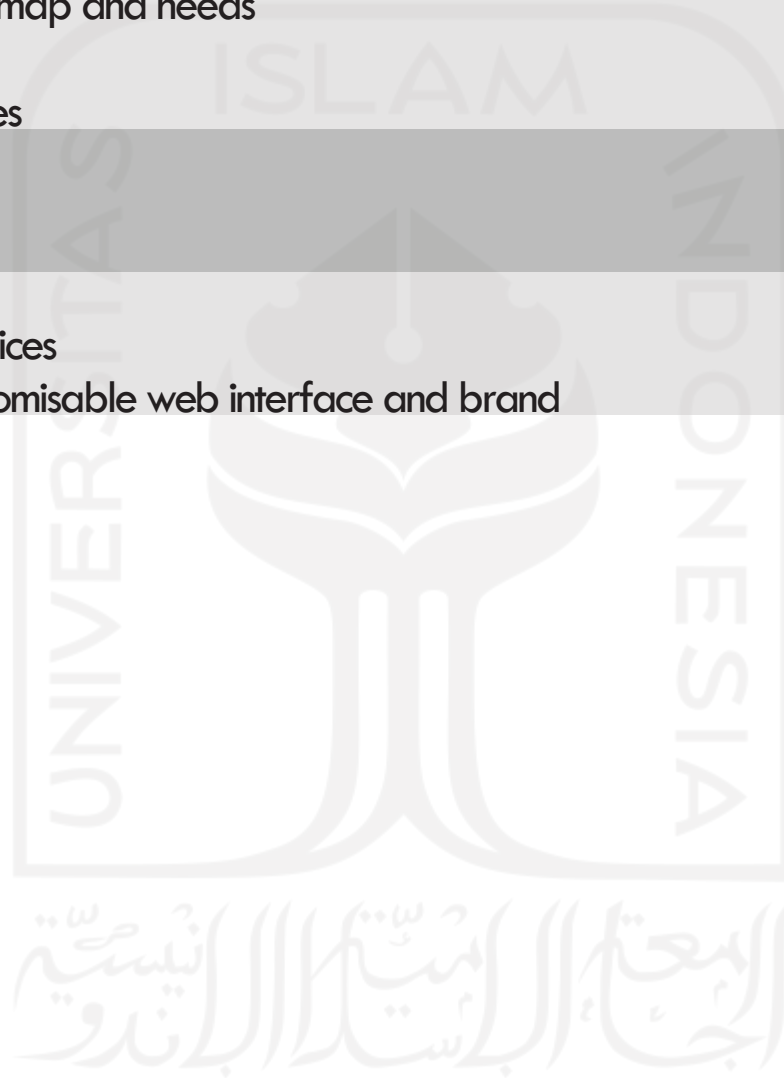 map and needs
ISLAM
es
UNIVERSITAS
INDONESIA
ices
omisable web interface and brand